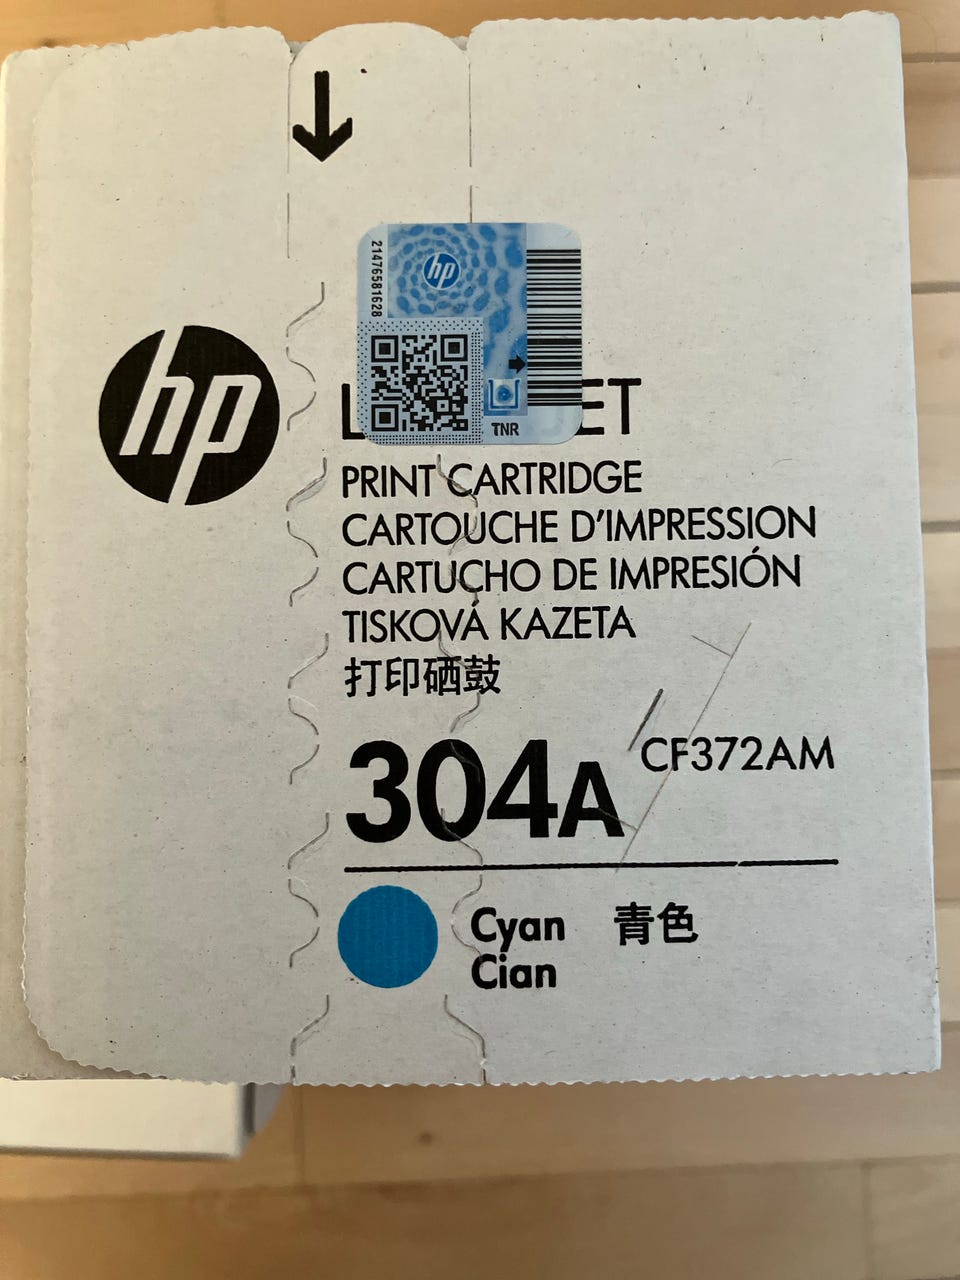 21476581628
hp
TNR
hp
ET
PRINT CARTRIDGE
CARTOUCHE D'IMPRESSION
CARTUCHO DE IMPRESIÓN
TISKOVÁ KAZETA
打印硒鼓
304A CF372AM
Cyan 青色
Cian